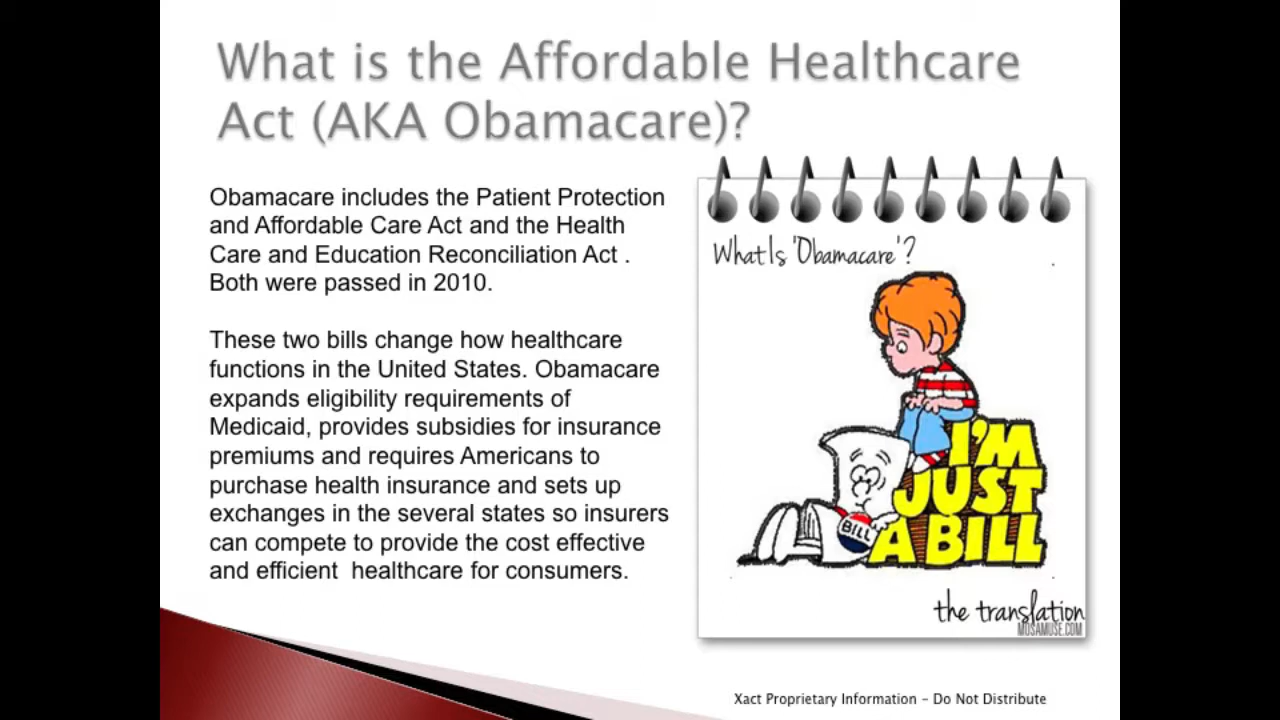 What is the Affordable Healthcare
Act (AKA Obamacare)?
Obamacare includes the Patient Protection
and Affordable Care Act and the Health
Care and Education Reconciliation Act .
Both were passed in 2010.
These two bills change how healthcare
functions in the United States. Obamacare
expands eligibility requirements of
Medicaid, provides subsidies for insurance
premiums and requires Americans to
purchase health insurance and sets up
exchanges in the several states so insurers
can compete to provide the cost effective
and efficient  healthcare for consumers.
What Is 'Obamacare'?
I'M
JUST
A BILL
BILL
the translation
MOSAMUSE.COM
Xact Proprietary Information – Do Not Distribute